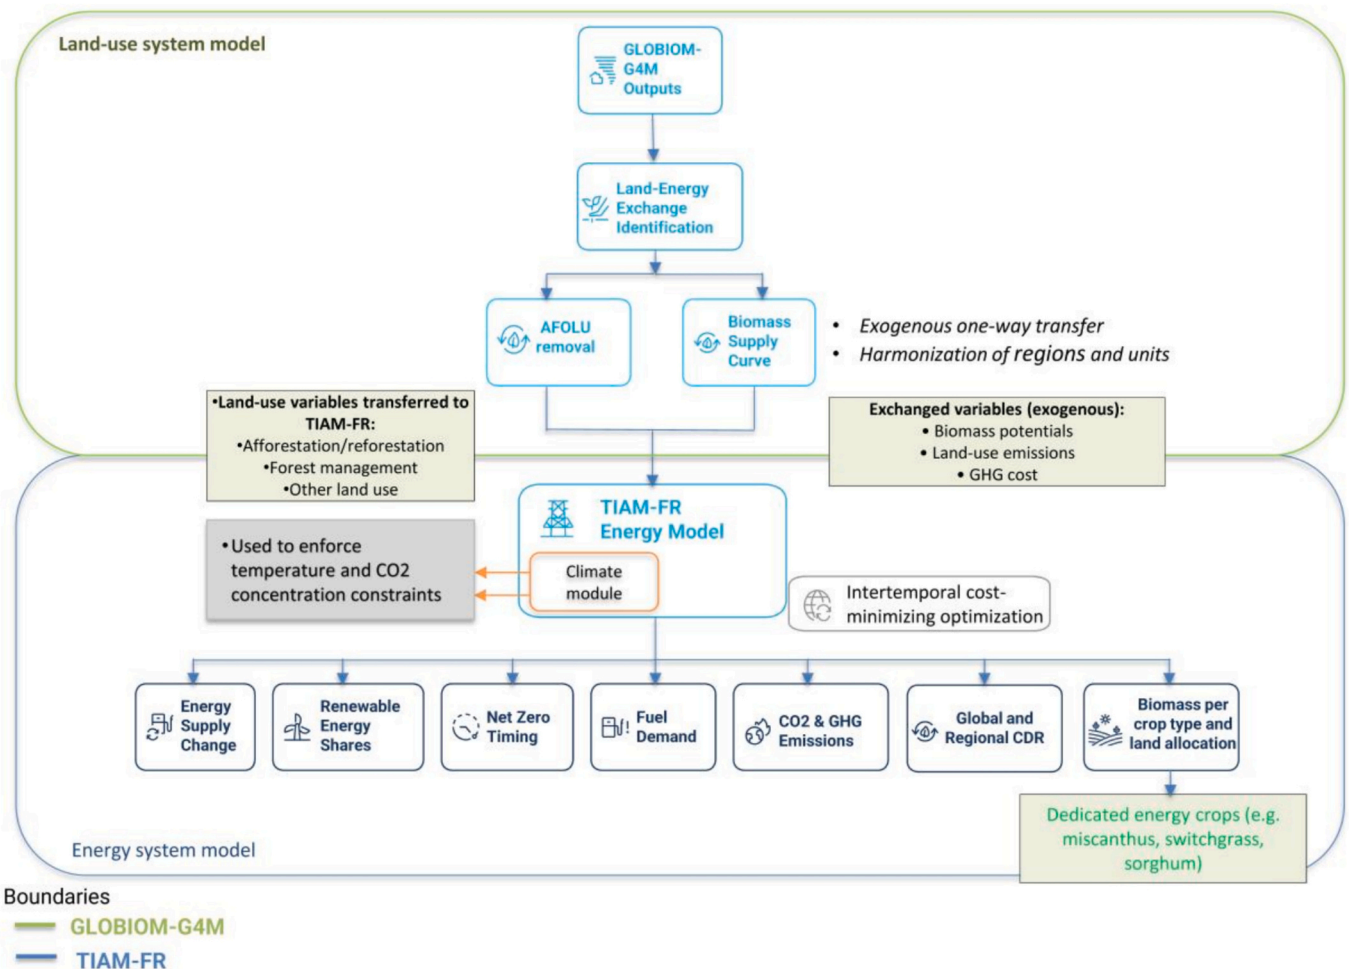 Land-use system model
GLOBIOM-
G4M
Outputs
Land-Energy
Exchange
Identification
AFOLU
removal
Biomass
Supply
Curve
• Exogenous one-way transfer
• Harmonization of regions and units
•Land-use variables transferred to
TIAM-FR:
•Afforestation/reforestation
•Forest management
•Other land use
Exchanged variables (exogenous):
• Biomass potentials
• Land-use emissions
• GHG cost
TIAM-FR
Energy Model
Climate
module
•Used to enforce
temperature and CO2
concentration constraints
Intertemporal cost-
minimizing optimization
Energy
Supply
Change
Renewable
Energy
Shares
Net Zero
Timing
Fuel
Demand
CO2 & GHG
Emissions
Global and
Regional CDR
Biomass per
crop type and
land allocation
Dedicated energy crops (e.g.
miscanthus, switchgrass,
sorghum)
Energy system model
Boundaries
GLOBIOM-G4M
TIAM-FR